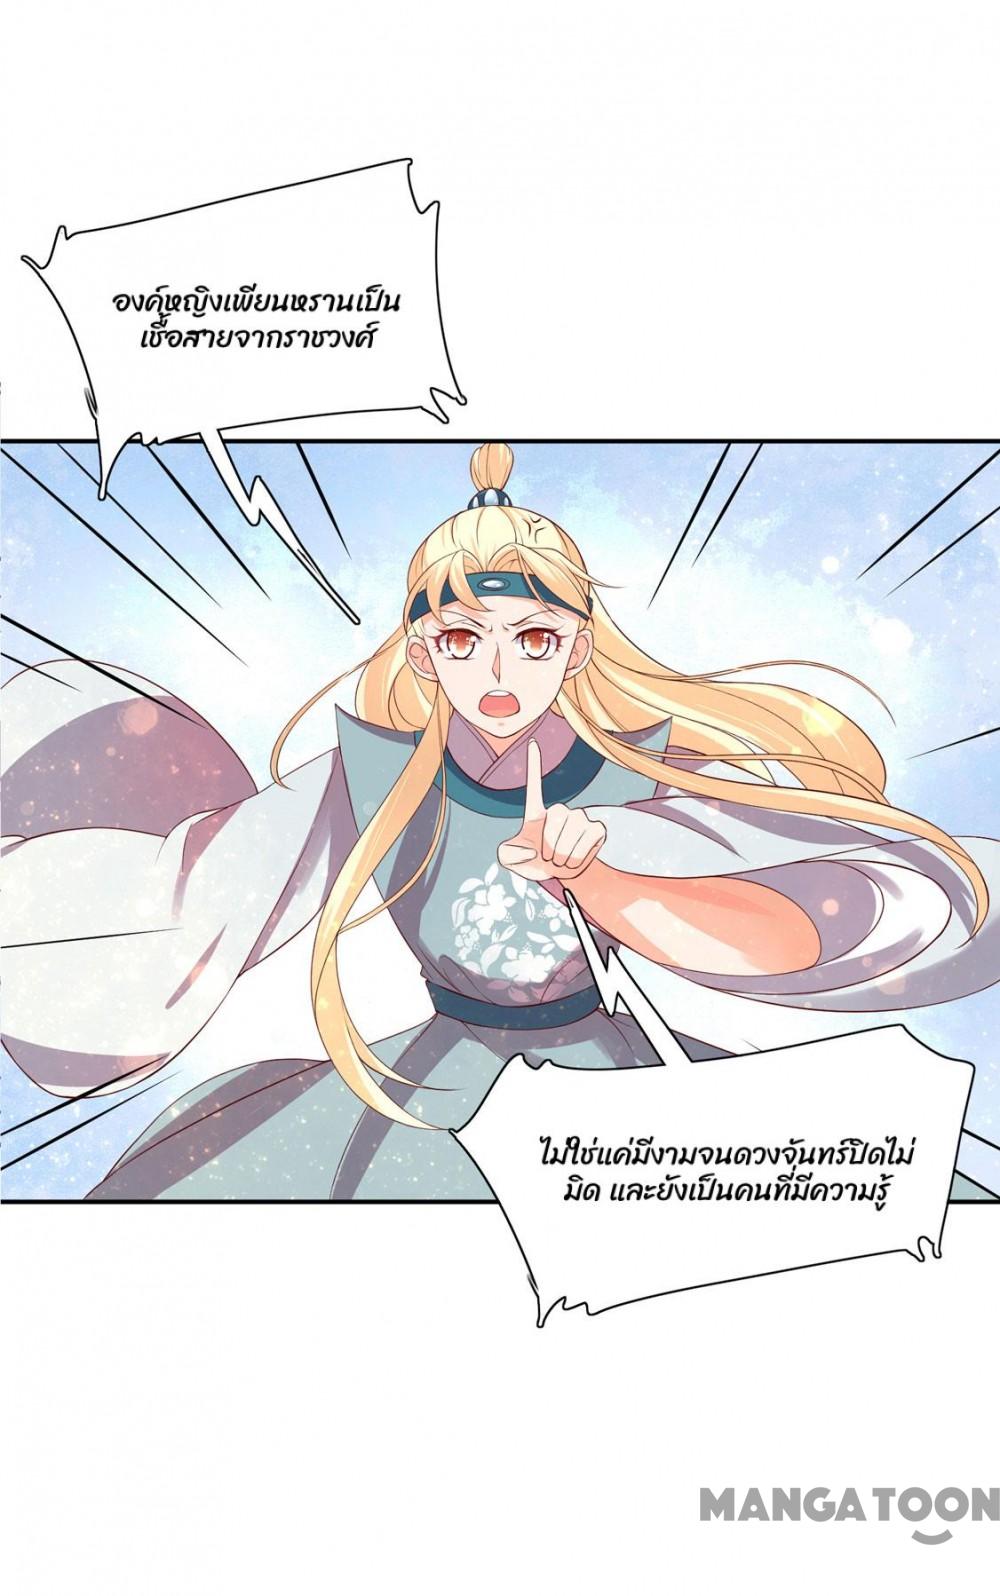 องค์หญิงเพียนหรานเป็น
เชื้อสายจากราชวงศ์
ไม่ใช่แค่มีงามจนดวงจันทร์ปิดไม่
มิด และยังเป็นคนที่มีความรู้
MANGATOON